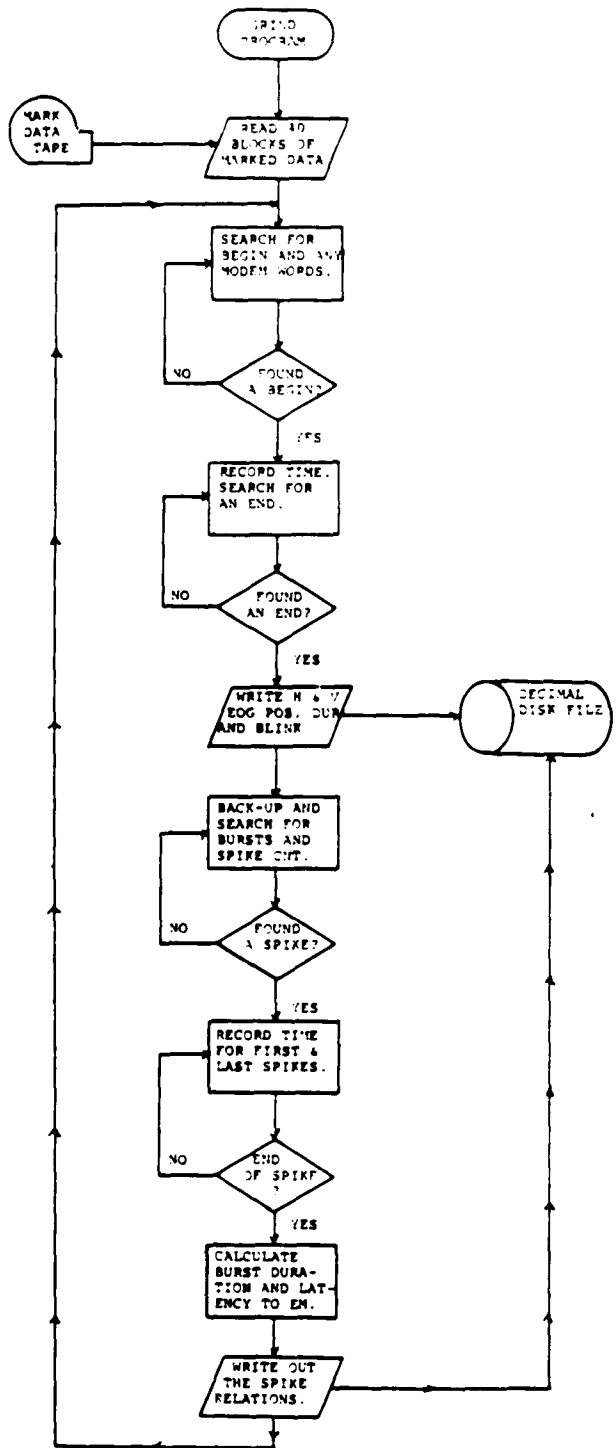 GRIND
PROGRAM
MARK
DATA
TAPE
READ 40
BLOCKS OF
MARKED DATA
SEARCH FOR
BEGIN AND ANY
MODEM WORDS.
NO
FOUND
A BEGIN?
YES
RECORD TIME.
SEARCH FOR
AN END.
NO
FOUND
AN END?
YES
WRITE H & V
EOG POS. DUR
AND BLINK
DECIMAL
DISK FILE
BACK-UP AND
SEARCH FOR
BURSTS AND
SPIKE CNT.
NO
FOUND
A SPIKE?
YES
RECORD TIME
FOR FIRST &
LAST SPIKES.
NO
END
OF SPIKE
?
YES
CALCULATE
BURST DURA-
TION AND LAT-
ENCY TO EM.
WRITE OUT
THE SPIKE
RELATIONS.